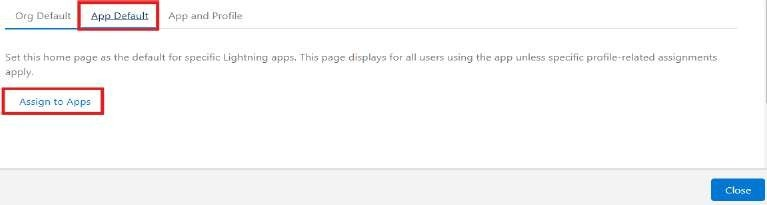 Org Default App Default App and Profile
Set this home page as the default for specific Lightning apps. This page displays for all users using the app unless specific profile-related assignments
apply.
Assign to Apps
Close